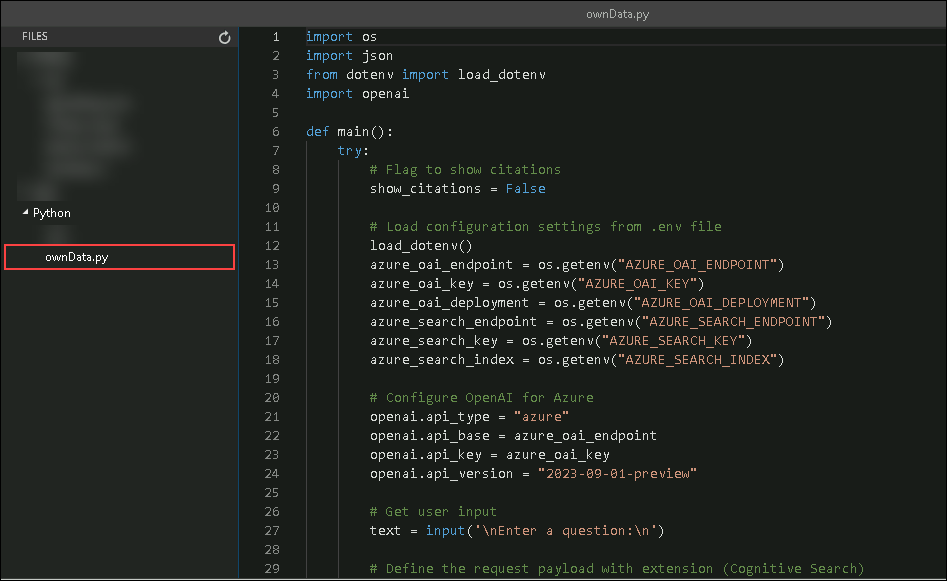 ownData.py
FILES
Python
ownData.py
1 import os
2 import json
3 from dotenv import load_dotenv
4 import openai
5
6 def main():
7     try:
8         # Flag to show citations
9         show_citations = False
10
11         # Load configuration settings from .env file
12         load_dotenv()
13         azure_oai_endpoint = os.getenv("AZURE_OAI_ENDPOINT")
14         azure_oai_key = os.getenv("AZURE_OAI_KEY")
15         azure_oai_deployment = os.getenv("AZURE_OAI_DEPLOYMENT")
16         azure_search_endpoint = os.getenv("AZURE_SEARCH_ENDPOINT")
17         azure_search_key = os.getenv("AZURE_SEARCH_KEY")
18         azure_search_index = os.getenv("AZURE_SEARCH_INDEX")
19
20         # Configure OpenAI for Azure
21         openai.api_type = "azure"
22         openai.api_base = azure_oai_endpoint
23         openai.api_key = azure_oai_key
24         openai.api_version = "2023-09-01-preview"
25
26         # Get user input
27         text = input('\nEnter a question:\n')
28
29         # Define the request payload with extension (Cognitive Search)